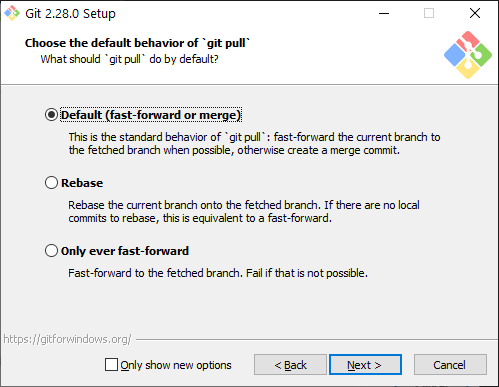 Git 2.28.0 Setup
Choose the default behavior of `git pull`
What should `git pull` do by default?
Default (fast-forward or merge)
This is the standard behavior of `git pull`: fast-forward the current branch to
the fetched branch when possible, otherwise create a merge commit.
Rebase
Rebase the current branch onto the fetched branch. If there are no local
commits to rebase, this is equivalent to a fast-forward.
Only ever fast-forward
Fast-forward to the fetched branch. Fail if that is not possible.
https://gitforwindows.org/
Only show new options
< Back
Next >
Cancel